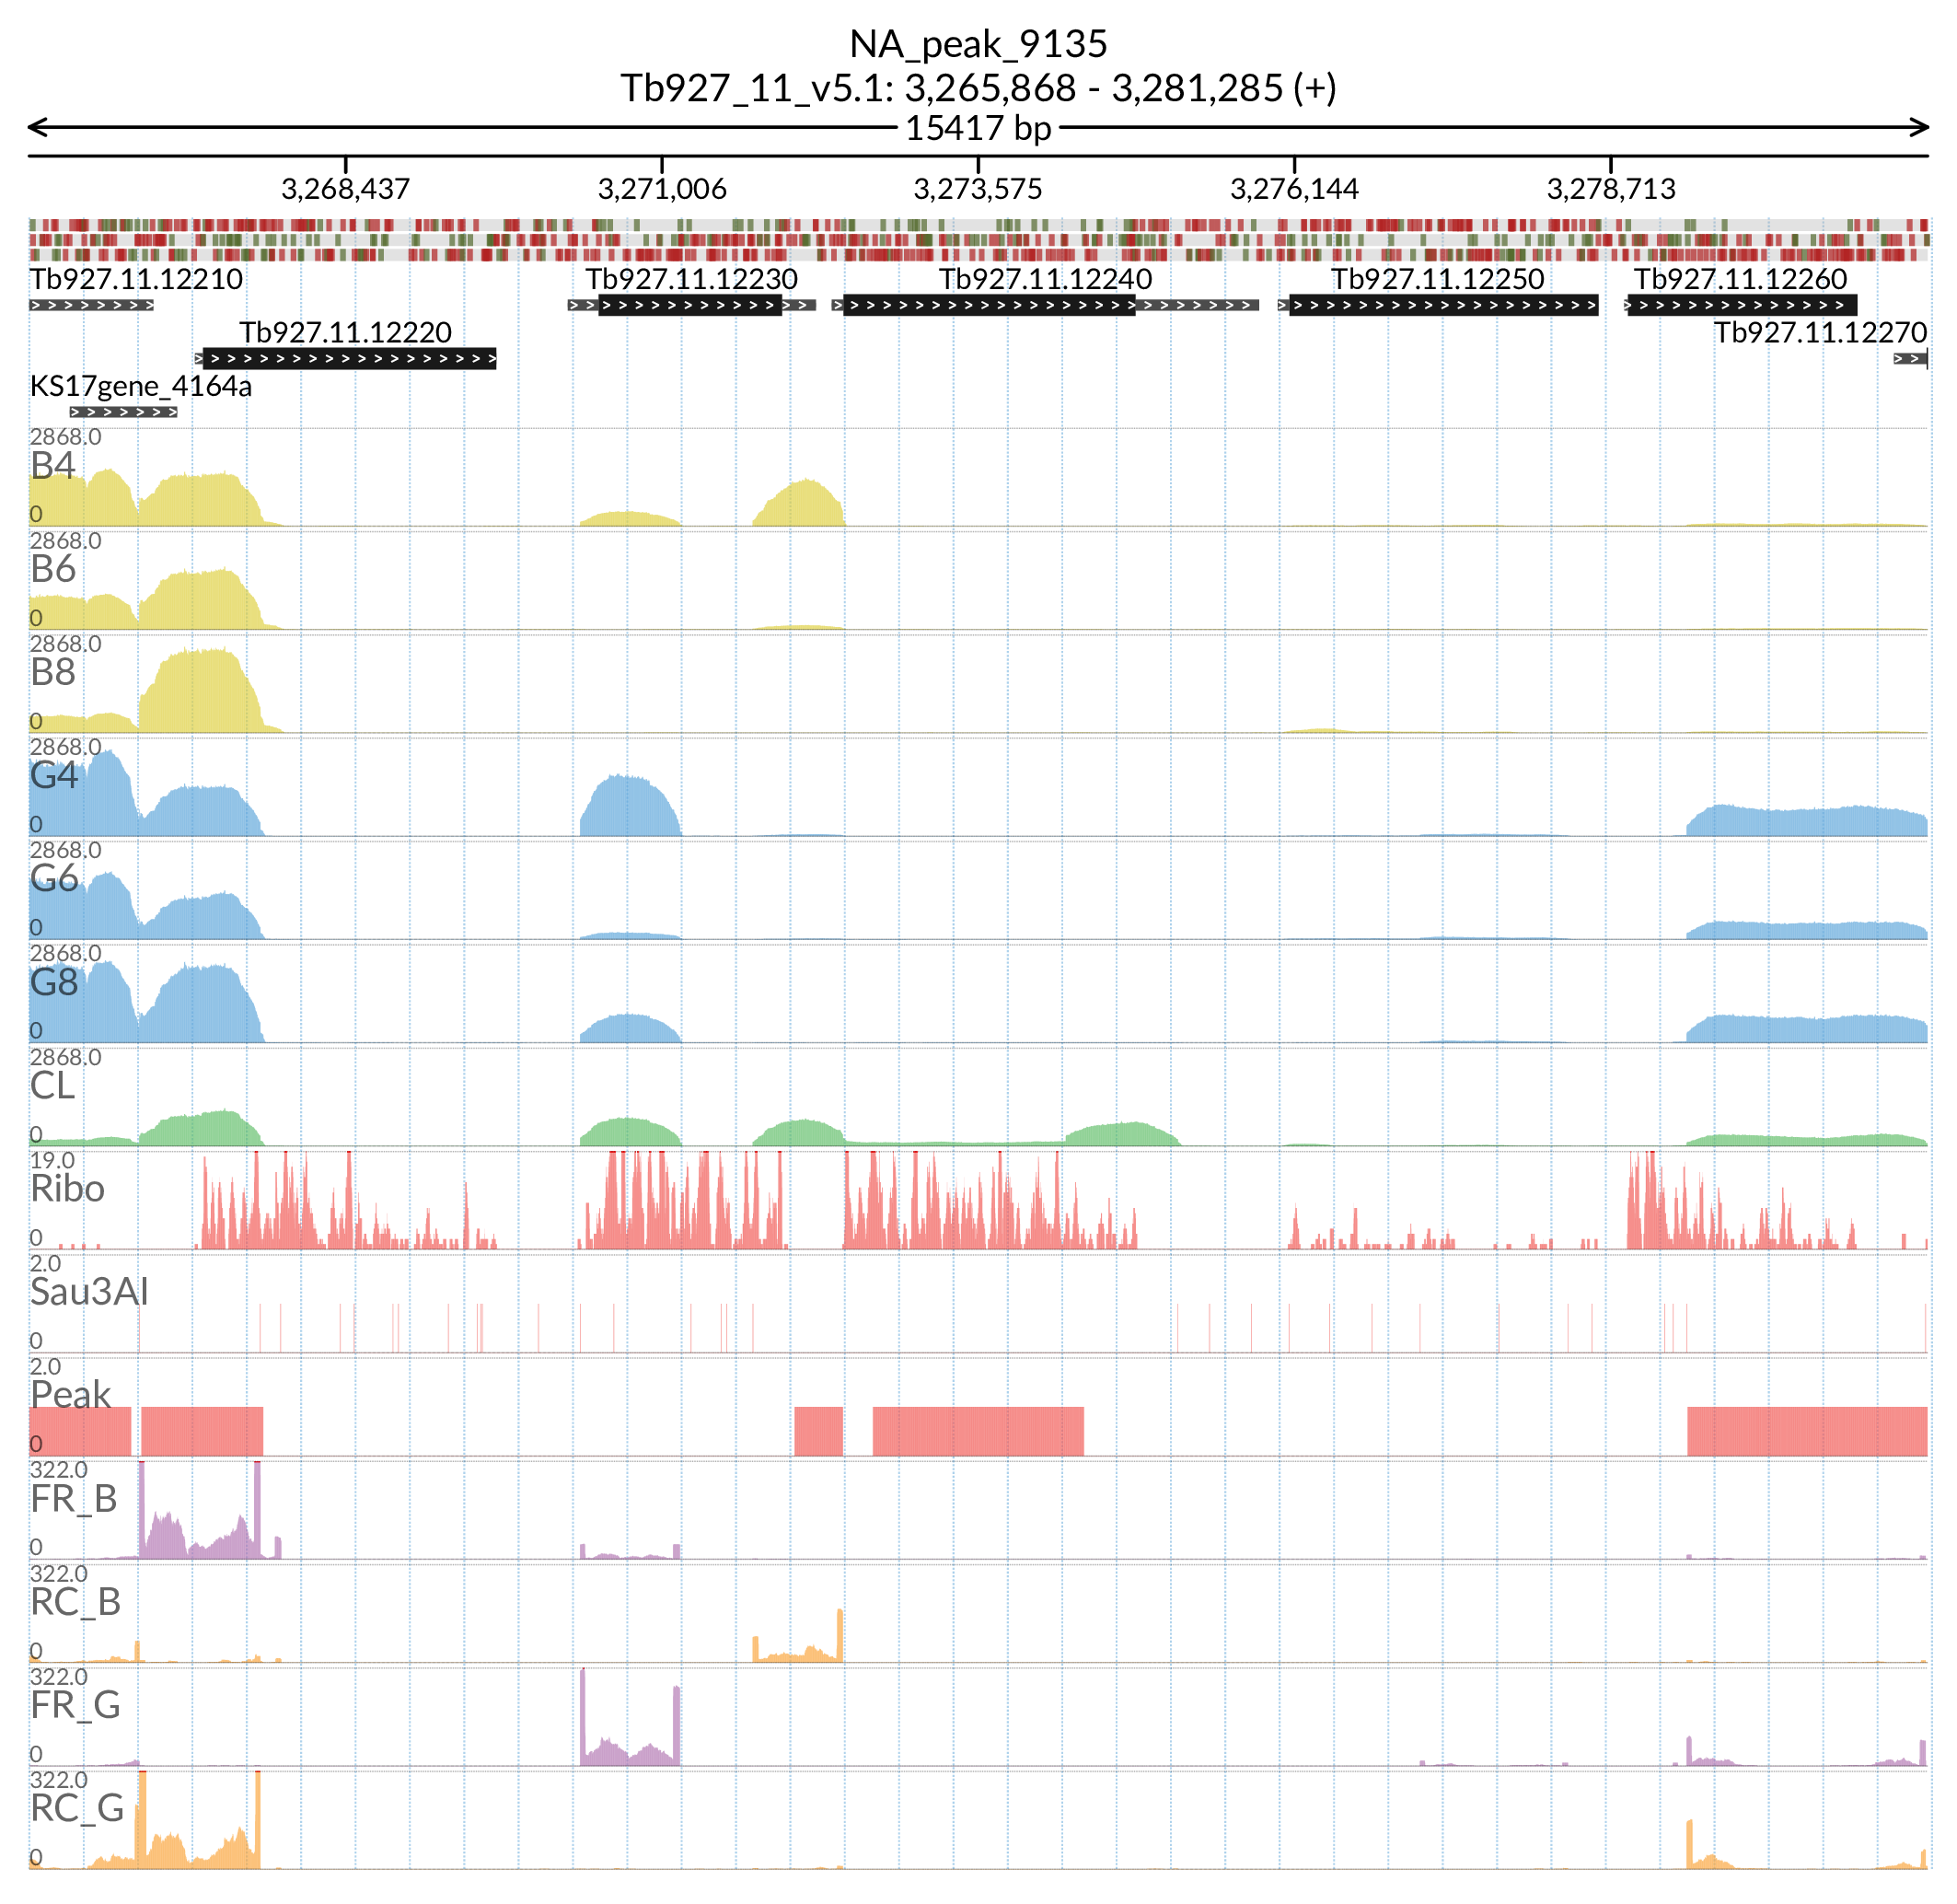 NA_peak_9135
Tb927_11_v5.1: 3,265,868 - 3,281,285 (+)
15417 bp
3,268,437 3,271,006 3,273,575 3,276,144 3,278,713
Tb927.11.12210 Tb927.11.12230 Tb927.11.12240 Tb927.11.12250 Tb927.11.12260
Tb927.11.12220 Tb927.11.12270
KS17gene_4164a
2868.0
B4
0
2868.0
B6
0
2868.0
B8
0
2868.0
G4
0
2868.0
G6
0
2868.0
G8
0
2868.0
CL
0
19.0
Ribo
0
2.0
Sau3AI
0
2.0
Peak
0
322.0
FR_B
0
322.0
RC_B
0
322.0
FR_G
0
322.0
RC_G
0